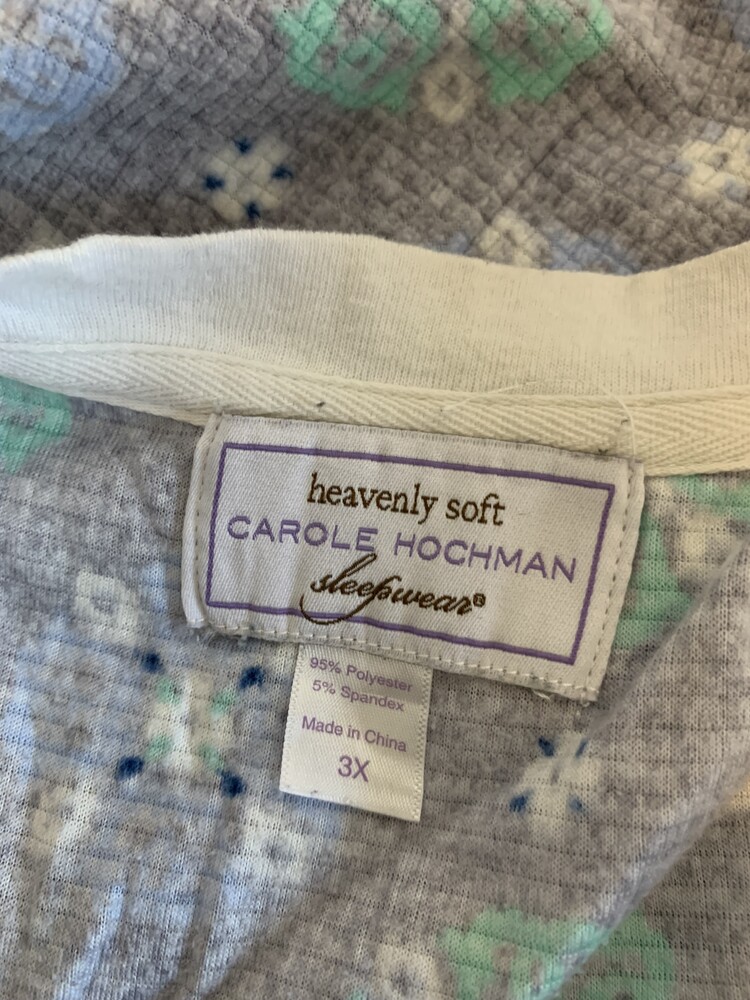 heavenly soft
CAROLE HOCHMAN
sleepwear®
95% Polyester
5% Spandex
Made in China
3X